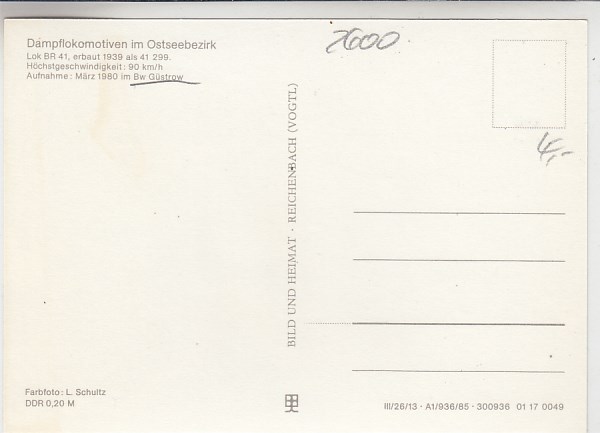 Dampflokomotiven im Ostseebezirk
Lok BR 41, erbaut 1939 als 41 299.
Höchstgeschwindigkeit: 90 km/h
Aufnahme: März 1980 im Bw Güstrow
2600
4,-
BILD UND HEIMAT · REICHENBACH (VOGTL)
Farbfoto: L. Schultz
DDR 0,20 M
III/26/13 · A1/936/85 · 300936 01 17 0049